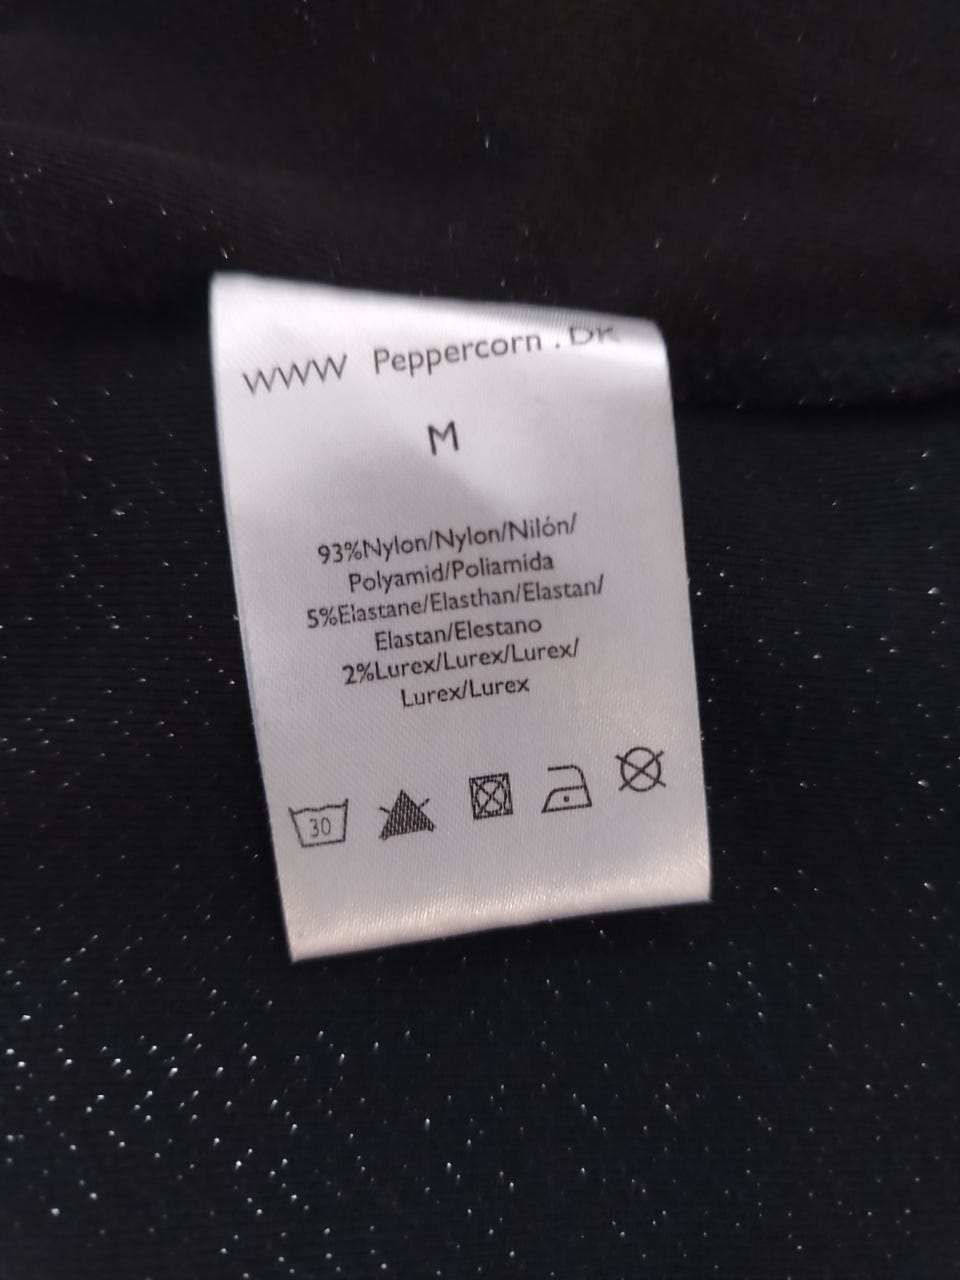 WWW Peppercorn . DK
M
93%Nylon/Nylon/Nilón/
Polyamid/Poliamida
5%Elastane/Elasthan/Elastan/
Elastan/Elestano
2%Lurex/Lurex/Lurex/
Lurex/Lurex
30